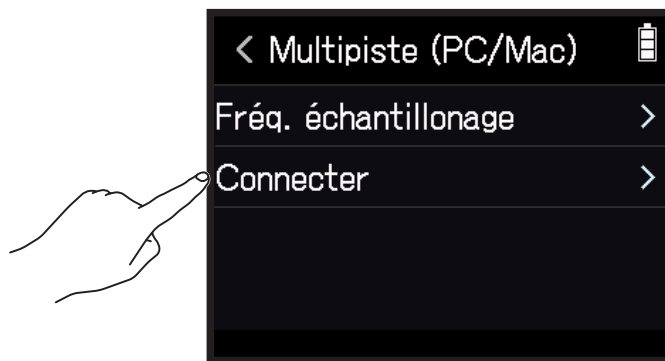 < Multipiste (PC/Mac)
Fréq. échantillonage >
Connecter >